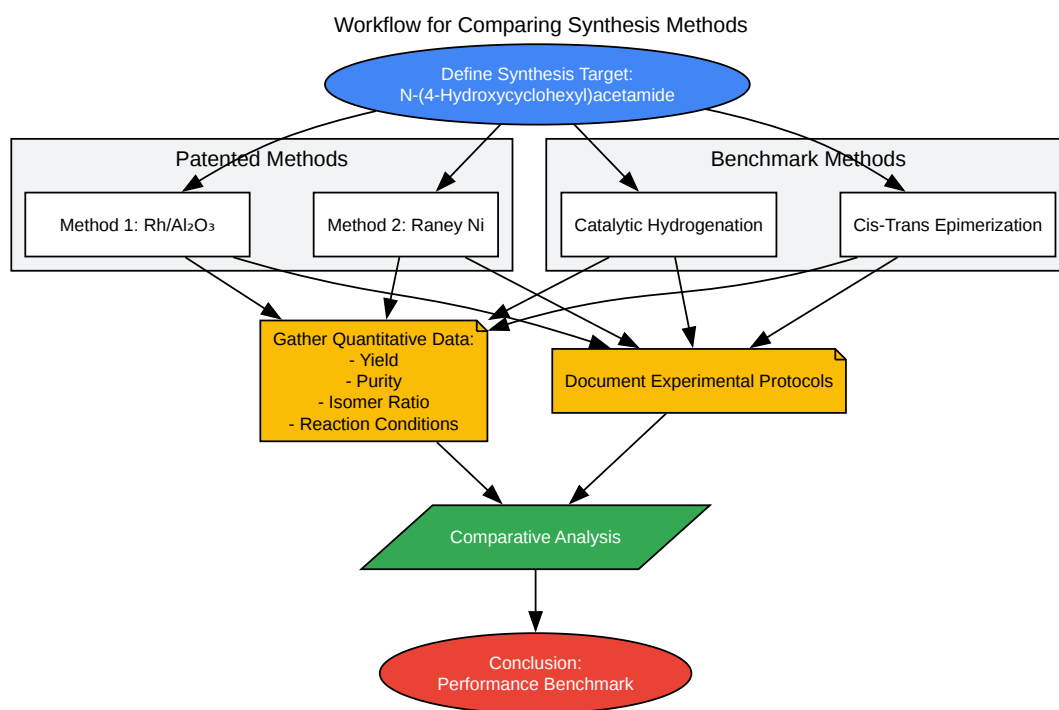 Workflow for Comparing Synthesis Methods
Define Synthesis Target:
N-(4-Hydroxycyclohexyl)acetamide
Patented Methods
Benchmark Methods
Method 1: Rh/Al₂O₃
Method 2: Raney Ni
Catalytic Hydrogenation
Cis-Trans Epimerization
Gather Quantitative Data:
- Yield
- Purity
- Isomer Ratio
- Reaction Conditions
Document Experimental Protocols
Comparative Analysis
Conclusion:
Performance Benchmark